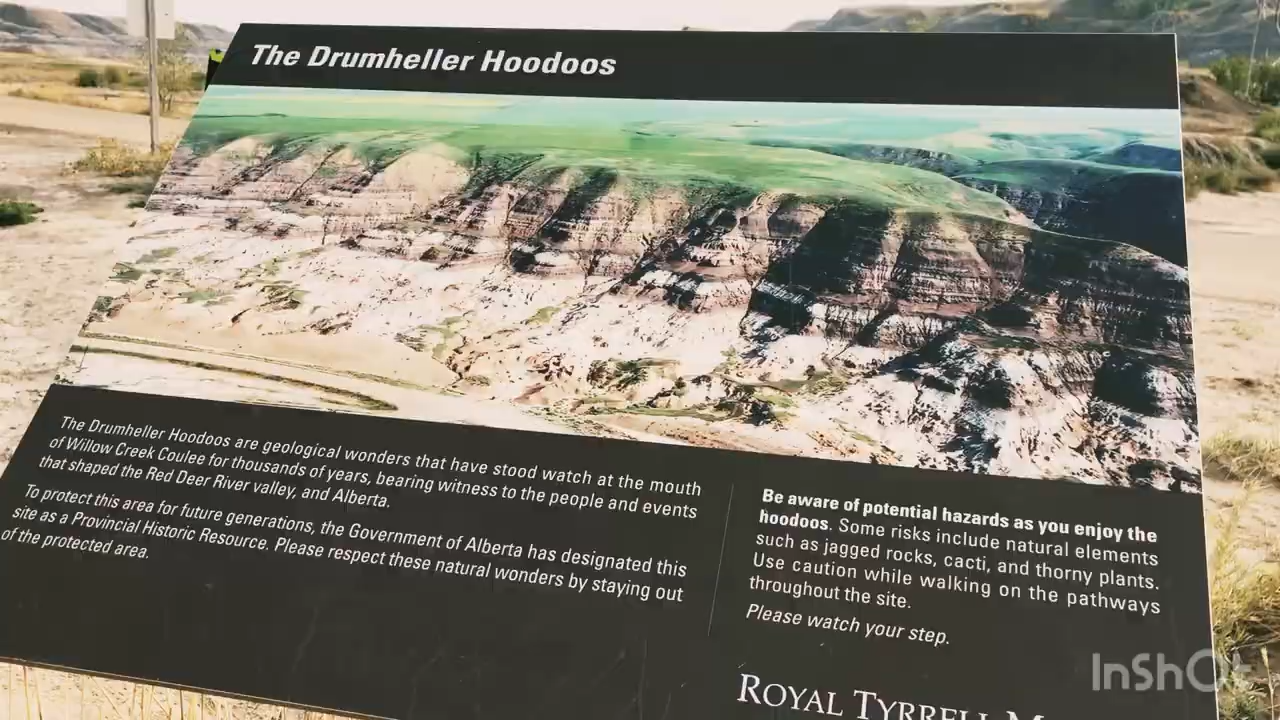 The Drumheller Hoodoos
The Drumheller Hoodoos are geological wonders that have stood watch at the mouth
of Willow Creek Coulee for thousands of years, bearing witness to the people and events
that shaped the Red Deer River valley, and Alberta.
To protect this area for future generations, the Government of Alberta has designated this
site as a Provincial Historic Resource. Please respect these natural wonders by staying out
of the protected area.
Be aware of potential hazards as you enjoy the
hoodoos. Some risks include natural elements
such as jagged rocks, cacti, and thorny plants.
Use caution while walking on the pathways
throughout the site.
Please watch your step.
ROYAL TYRRELL
InShOt